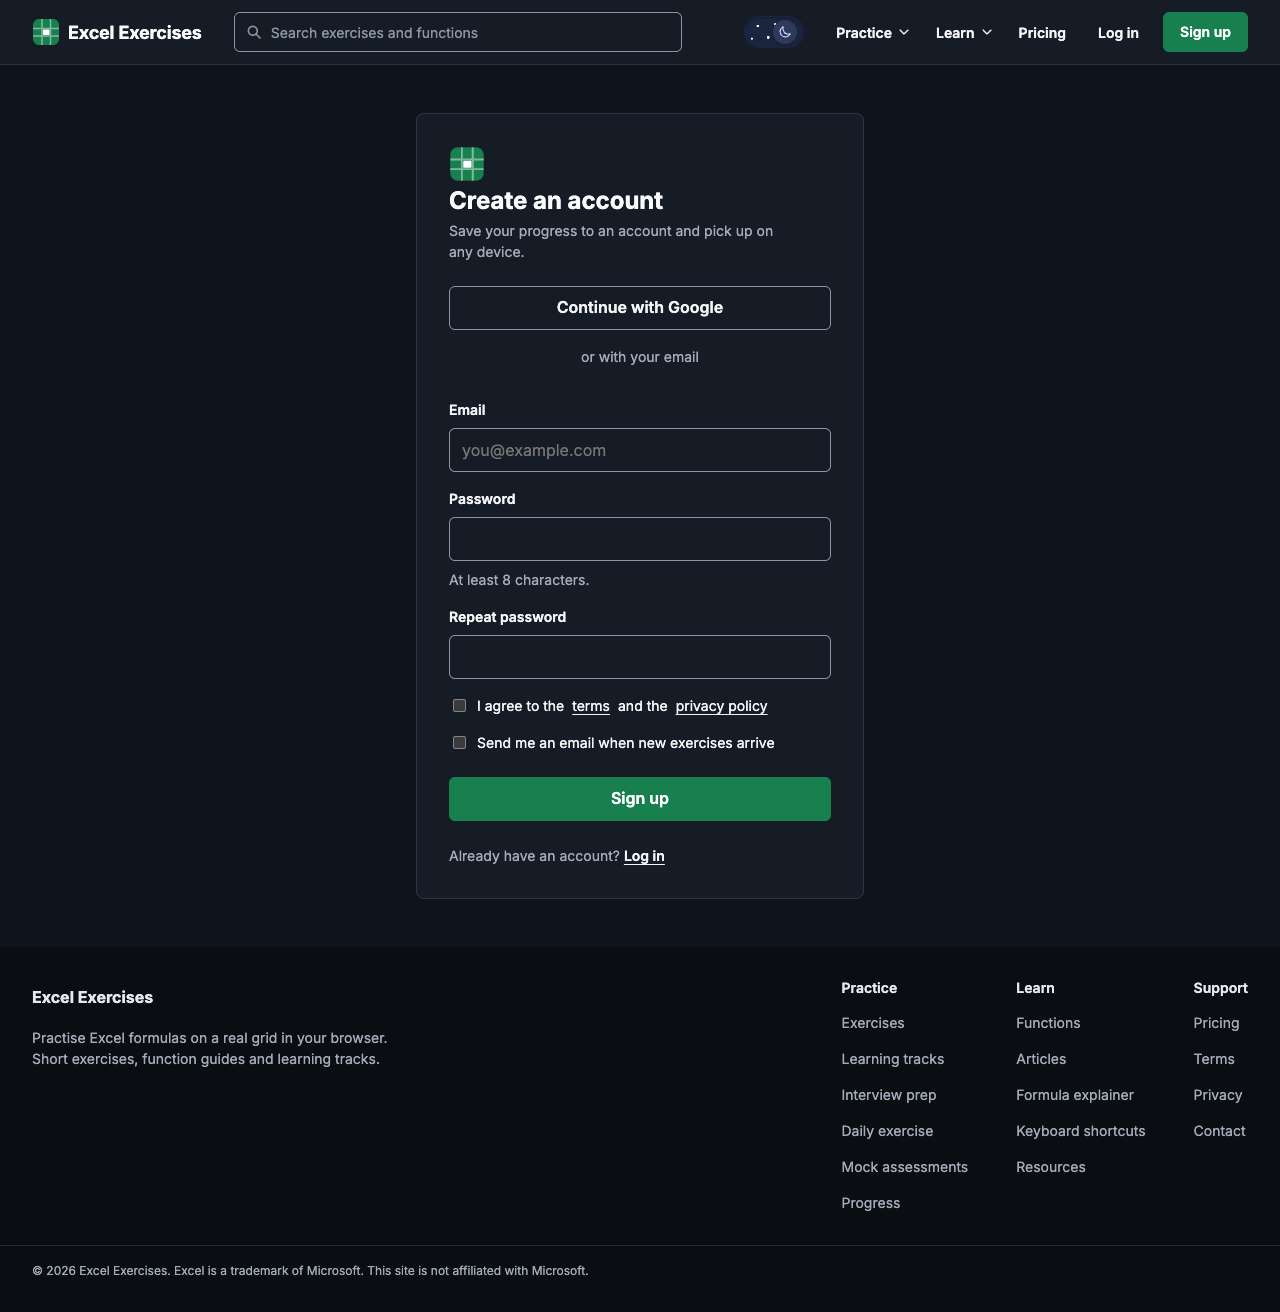 Excel Exercises
Search exercises and functions
Practice
Learn
Pricing
Log in
Sign up
Create an account
Save your progress to an account and pick up on
any device.
Continue with Google
or with your email
Email
you@example.com
Password
At least 8 characters.
Repeat password
I agree to the terms and the privacy policy
Send me an email when new exercises arrive
Sign up
Already have an account? Log in
Excel Exercises
Practise Excel formulas on a real grid in your browser.
Short exercises, function guides and learning tracks.
Practice
Exercises
Learning tracks
Interview prep
Daily exercise
Mock assessments
Progress
Learn
Functions
Articles
Formula explainer
Keyboard shortcuts
Resources
Support
Pricing
Terms
Privacy
Contact
© 2026 Excel Exercises. Excel is a trademark of Microsoft. This site is not affiliated with Microsoft.